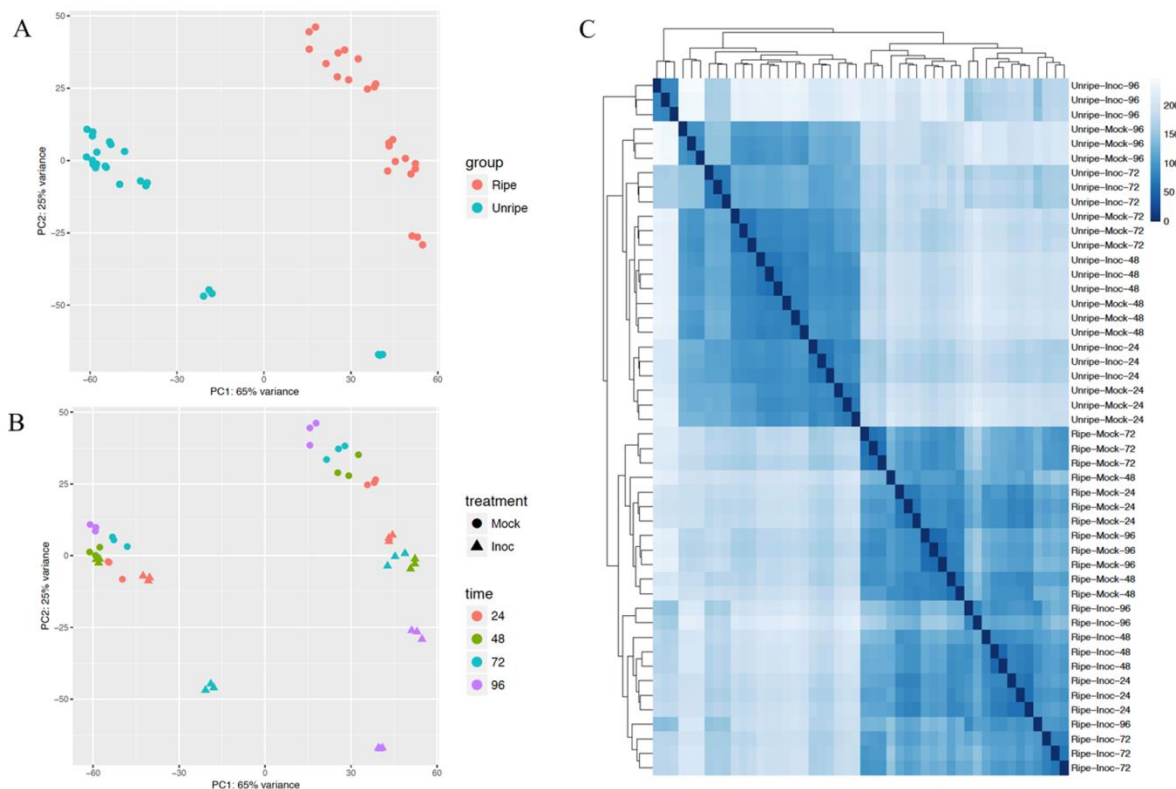 A
50
25
0
−25
−50
−60
−30
0
30
60
PC2: 25% variance
PC1: 65% variance
group
Ripe
Unripe
B
50
25
0
−25
−50
−60
−30
0
30
60
PC2: 25% variance
PC1: 65% variance
treatment
Mock
Inoc
time
24
48
72
96
C
Unripe−Inoc−96
Unripe−Inoc−96
Unripe−Inoc−96
Unripe−Mock−96
Unripe−Mock−96
Unripe−Mock−96
Unripe−Inoc−72
Unripe−Inoc−72
Unripe−Inoc−72
Unripe−Mock−72
Unripe−Mock−72
Unripe−Mock−72
Unripe−Inoc−48
Unripe−Inoc−48
Unripe−Inoc−48
Unripe−Mock−48
Unripe−Mock−48
Unripe−Mock−48
Unripe−Inoc−24
Unripe−Inoc−24
Unripe−Inoc−24
Unripe−Mock−24
Unripe−Mock−24
Unripe−Mock−24
Ripe−Mock−72
Ripe−Mock−72
Ripe−Mock−72
Ripe−Mock−48
Ripe−Mock−24
Ripe−Mock−24
Ripe−Mock−24
Ripe−Mock−96
Ripe−Mock−96
Ripe−Mock−96
Ripe−Mock−48
Ripe−Mock−48
Ripe−Inoc−96
Ripe−Inoc−96
Ripe−Inoc−48
Ripe−Inoc−48
Ripe−Inoc−48
Ripe−Inoc−24
Ripe−Inoc−24
Ripe−Inoc−24
Ripe−Inoc−96
Ripe−Inoc−72
Ripe−Inoc−72
Ripe−Inoc−72
150
100
50
0